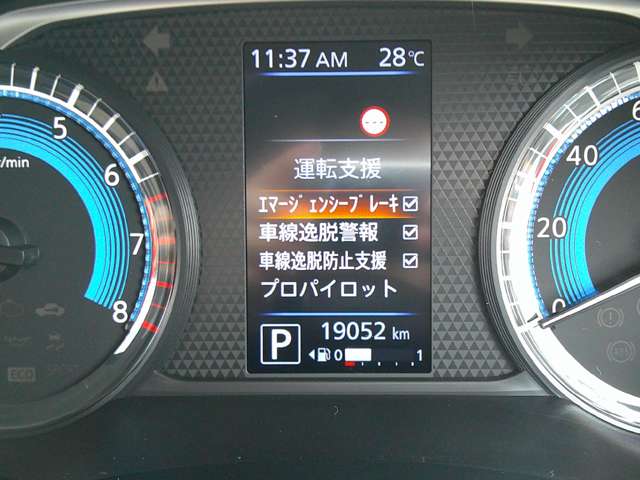 11:37 AM 28℃
運転支援
ｴﾏｰｼﾞｪﾝｼｰﾌﾞﾚｰｷ
車線逸脱警報
車線逸脱防止支援
プロパイロット
P
19052 km
0 1
5
r/min
6
7
8
ECO
40
20
0